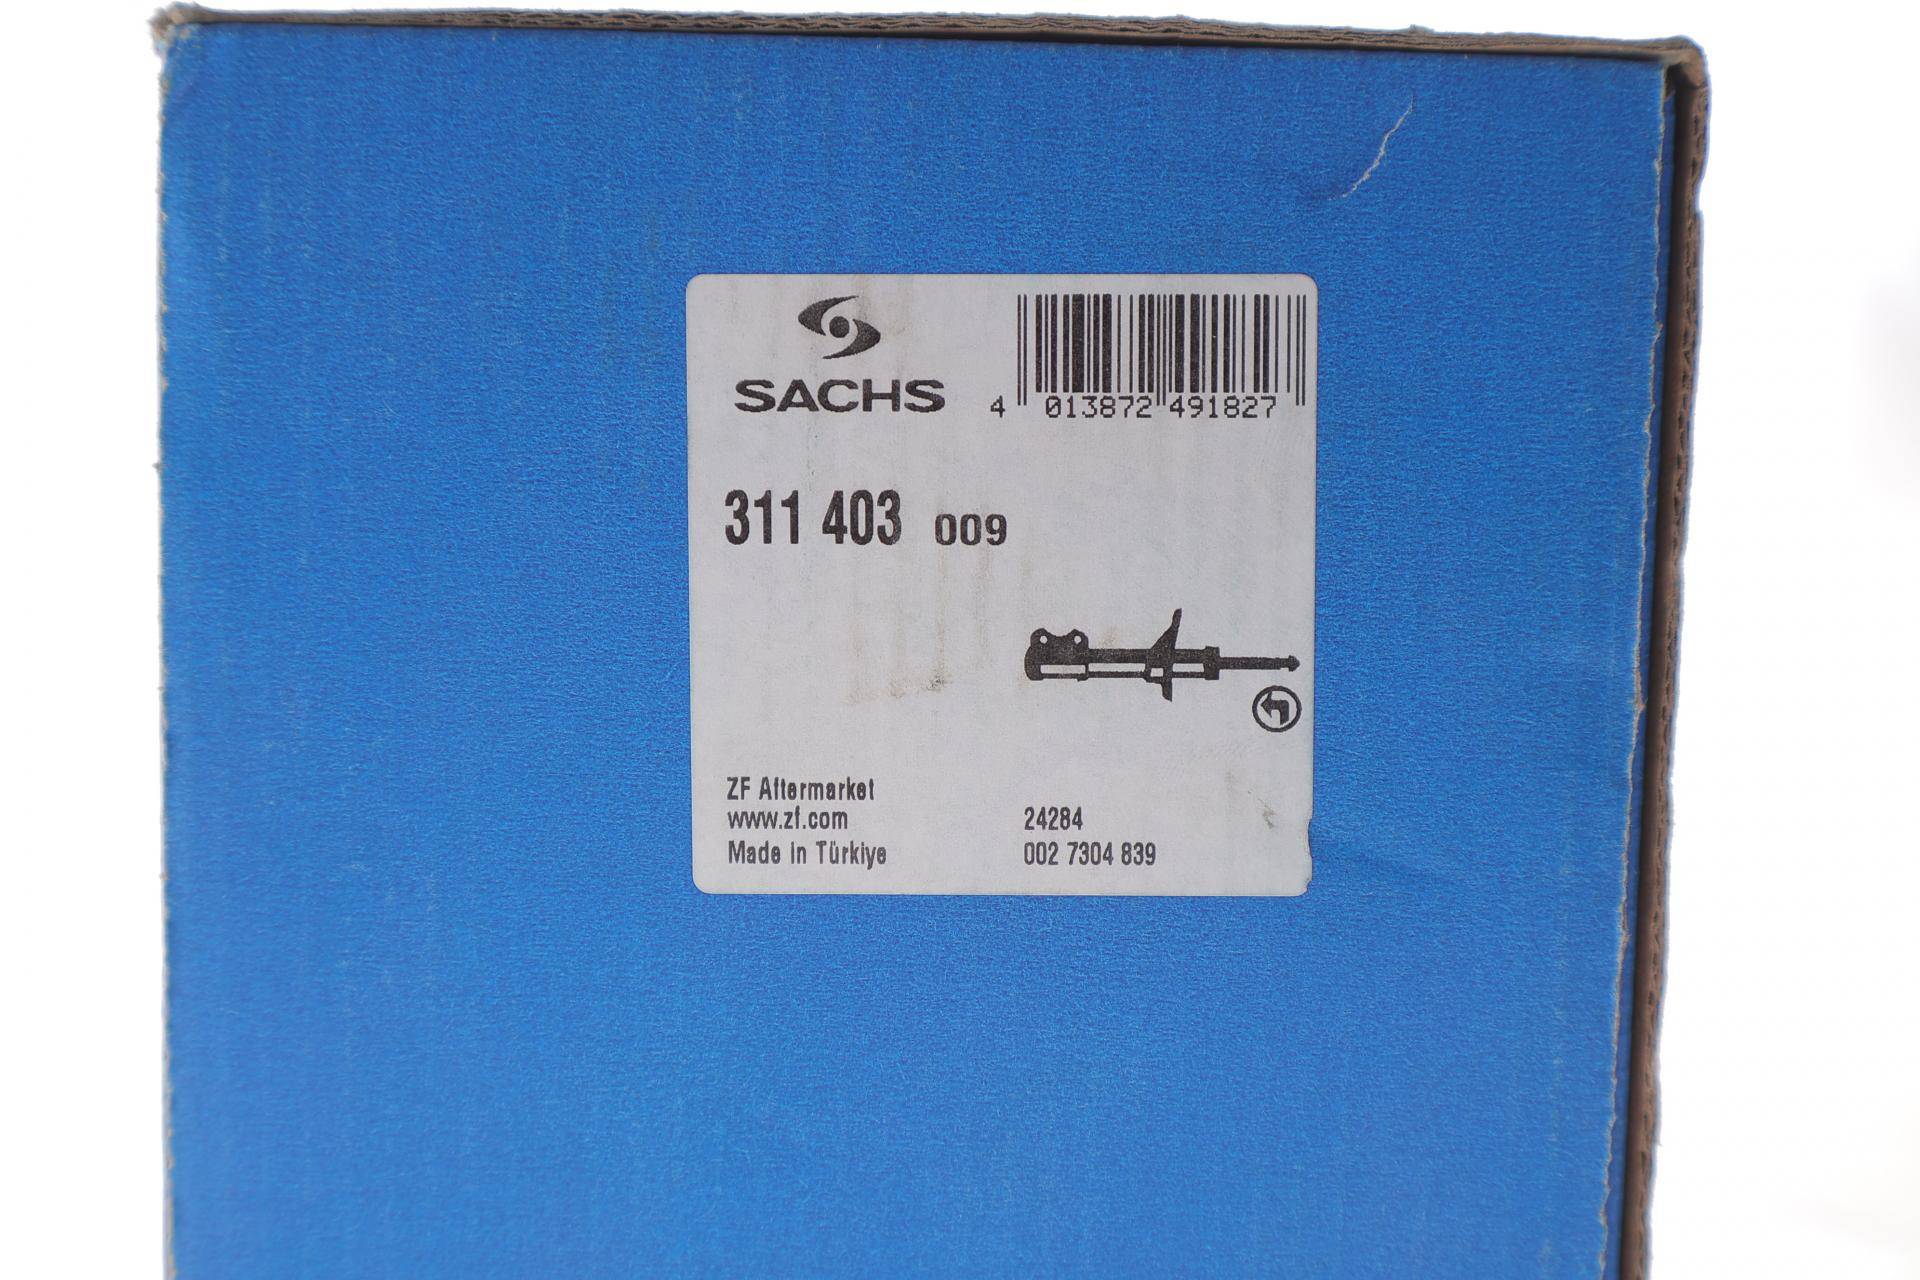 SACHS
4 013872 491827
311 403 009
ZF Aftermarket
www.zf.com
Made in Türkiye
24284
002 7304 839